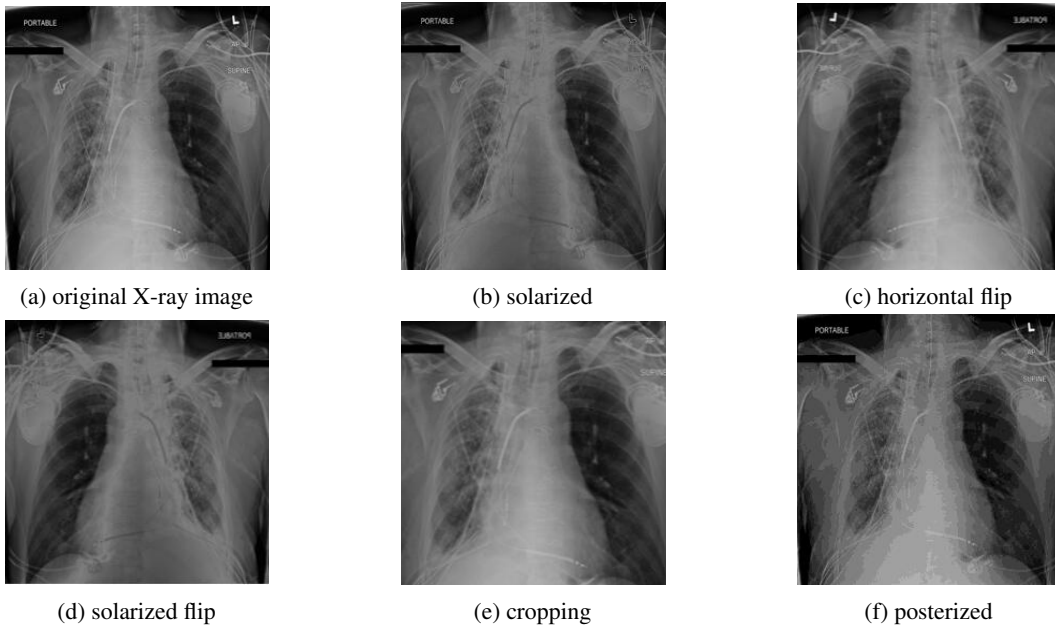 PORTABLE
L
AP
SUPINE
PORTABLE
L
L
PORTABLE
SUPINE
(a) original X-ray image
(b) solarized
(c) horizontal flip
L
PORTABLE
SUPINE
PORTABLE
L
AP
SUPINE
(d) solarized flip
(e) cropping
(f) posterized